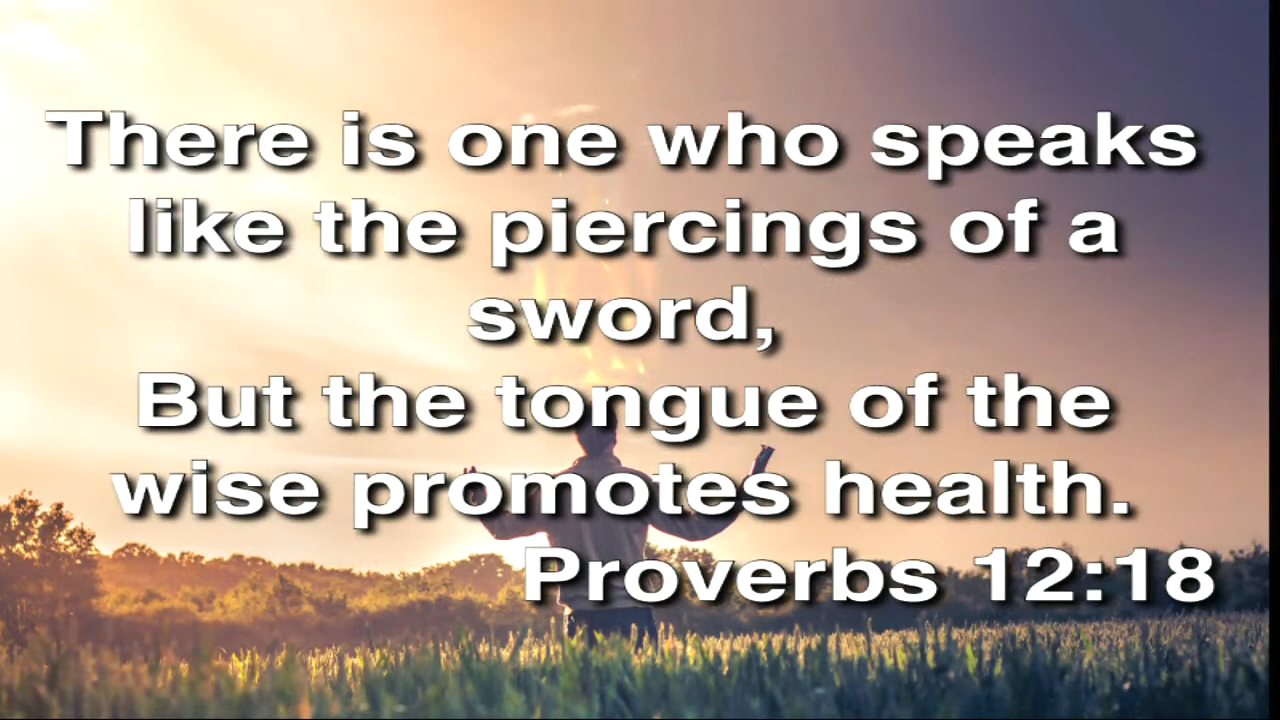 There is one who speaks
like the piercings of a
sword,
But the tongue of the
wise promotes health.
Proverbs 12:18